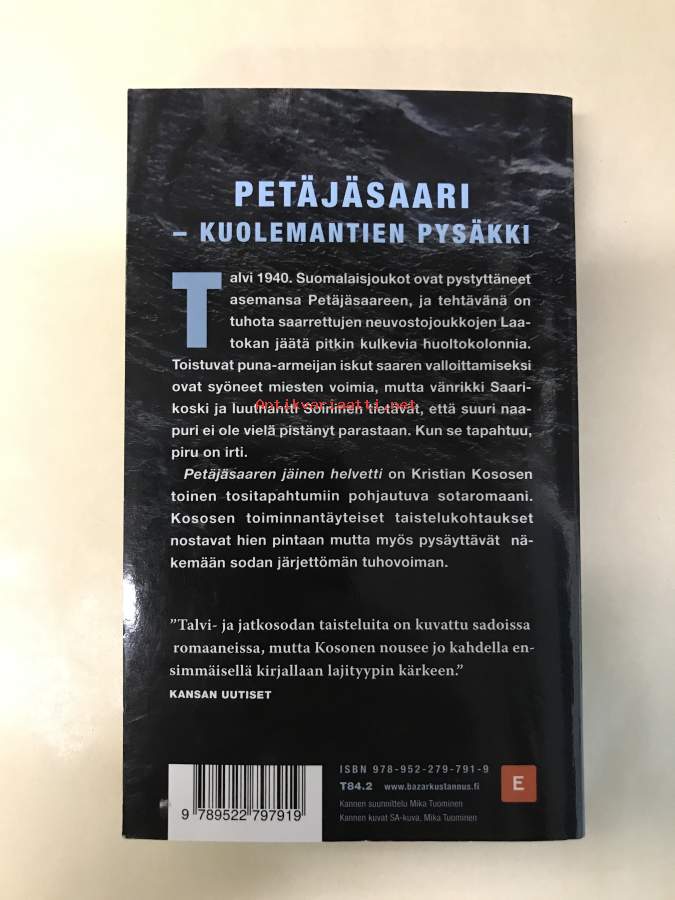 PETÄJÄSAARI
– KUOLEMANTIEN PYSÄKKI
Talvi 1940. Suomalaisjoukot ovat pystyttäneet
asemansa Petäjäsaareen, ja tehtävänä on
tuhota saarrettujen neuvostojoukkojen Laa-
tokan jäätä pitkin kulkevia huoltokolonnia.
Toistuvat puna-armeijan iskut saaren valloittamiseksi
ovat syöneet miesten voimia, mutta vänrikki Saari-
koski ja luutnantti Soininen tietävät, että suuri naa-
Antikvariaatti.net
puri ei ole vielä pistänyt parastaan. Kun se tapahtuu,
piru on irti.
Petäjäsaaren jäinen helvetti on Kristian Kososen
toinen tositapahtumiin pohjautuva sotaromaani.
Kososen toiminnantäyteiset taistelukohtaukset
nostavat hien pintaan mutta myös pysäyttävät nä-
kemään sodan järjettömän tuhovoiman.
”Talvi- ja jatkosodan taisteluita on kuvattu sadoissa
romaaneissa, mutta Kosonen nousee jo kahdella en-
simmäisellä kirjallaan lajityypin kärkeen.”
KANSAN UUTISET
ISBN 978-952-279-791-9
T84.2 www.bazarkustannus.fi
E
Kannen suunnittelu Mika Tuominen
Kannen kuvat SA-kuva, Mika Tuominen
9 789522 797919